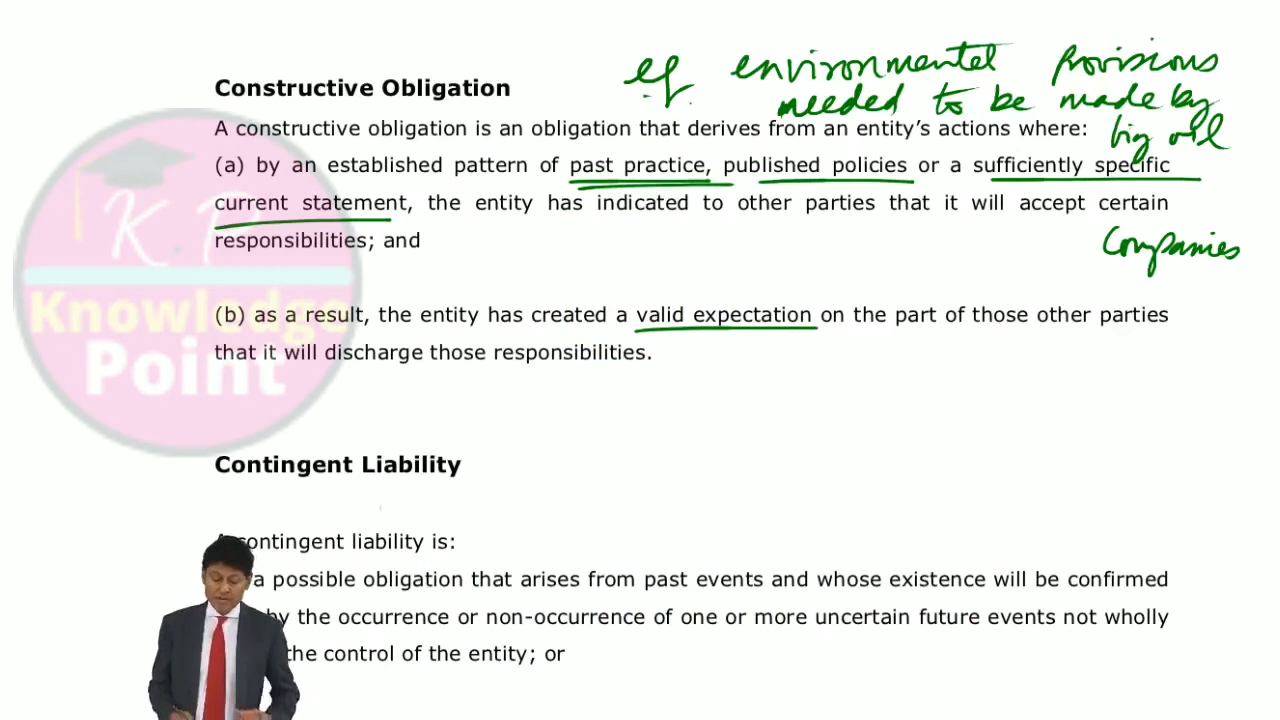 eg environmental Provisions
needed to be made by
big oil
Companies
Constructive Obligation
A constructive obligation is an obligation that derives from an entity's actions where:
(a) by an established pattern of past practice, published policies or a sufficiently specific
current statement, the entity has indicated to other parties that it will accept certain
responsibilities; and
(b) as a result, the entity has created a valid expectation on the part of those other parties
that it will discharge those responsibilities.
K.P
Knowledge
Point
Contingent Liability
contingent liability is:
a possible obligation that arises from past events and whose existence will be confirmed
by the occurrence or non-occurrence of one or more uncertain future events not wholly
the control of the entity; or